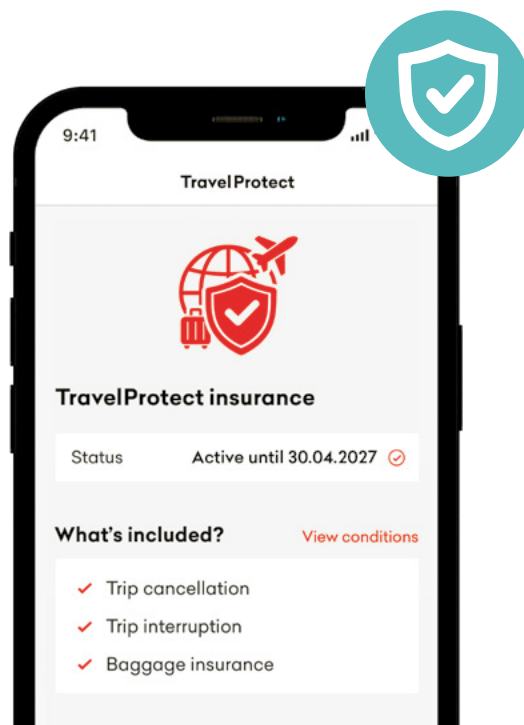 9:41
TravelProtect
TravelProtect insurance
Status Active until 30.04.2027
What's included? View conditions
Trip cancellation
Trip interruption
Baggage insurance